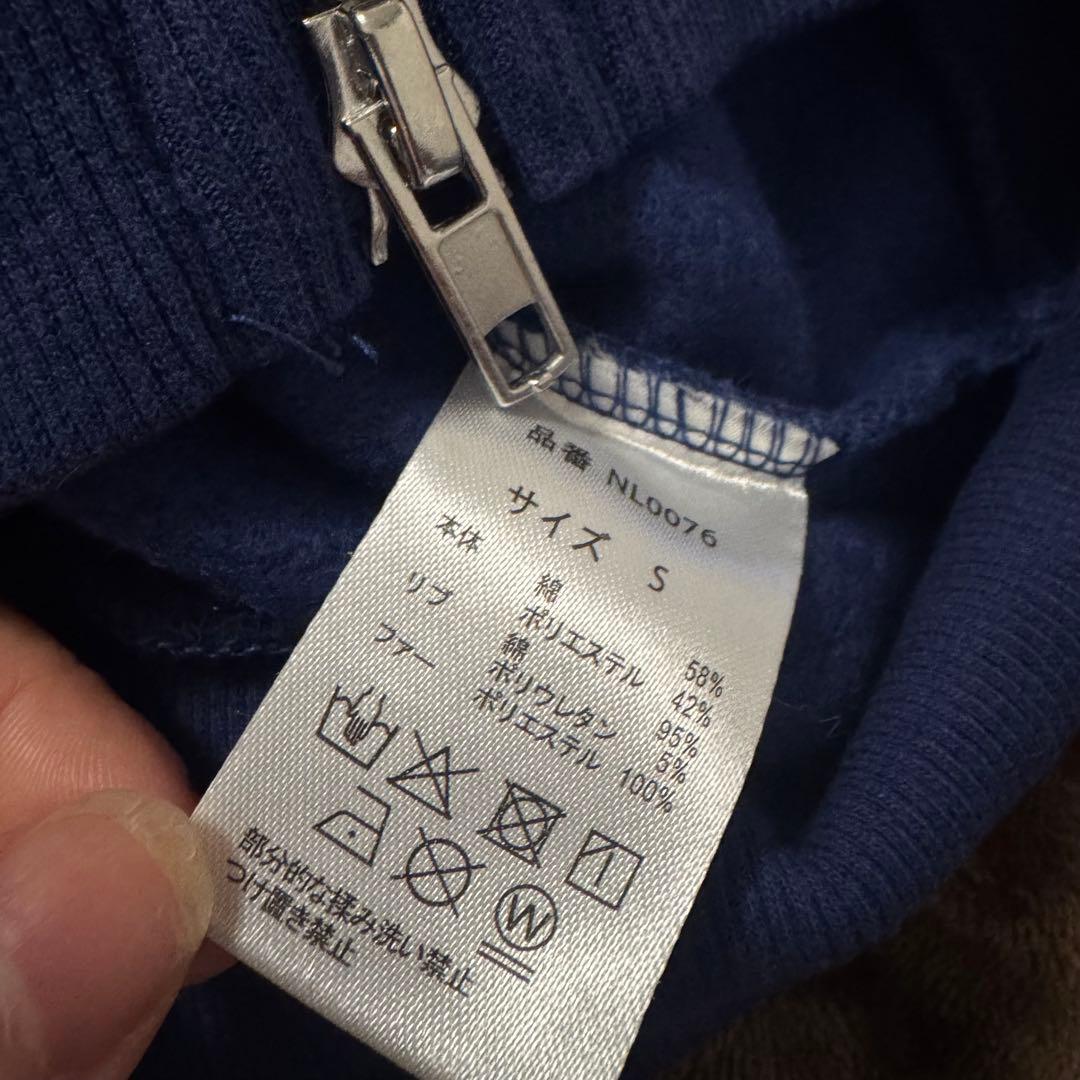 品番 NL0076
サイズ S
本体 綿 58%
ポリエステル 42%
リブ 綿 95%
ポリウレタン 5%
ファー ポリエステル 100%
W
部分的な揉み洗い禁止
つけ置き禁止